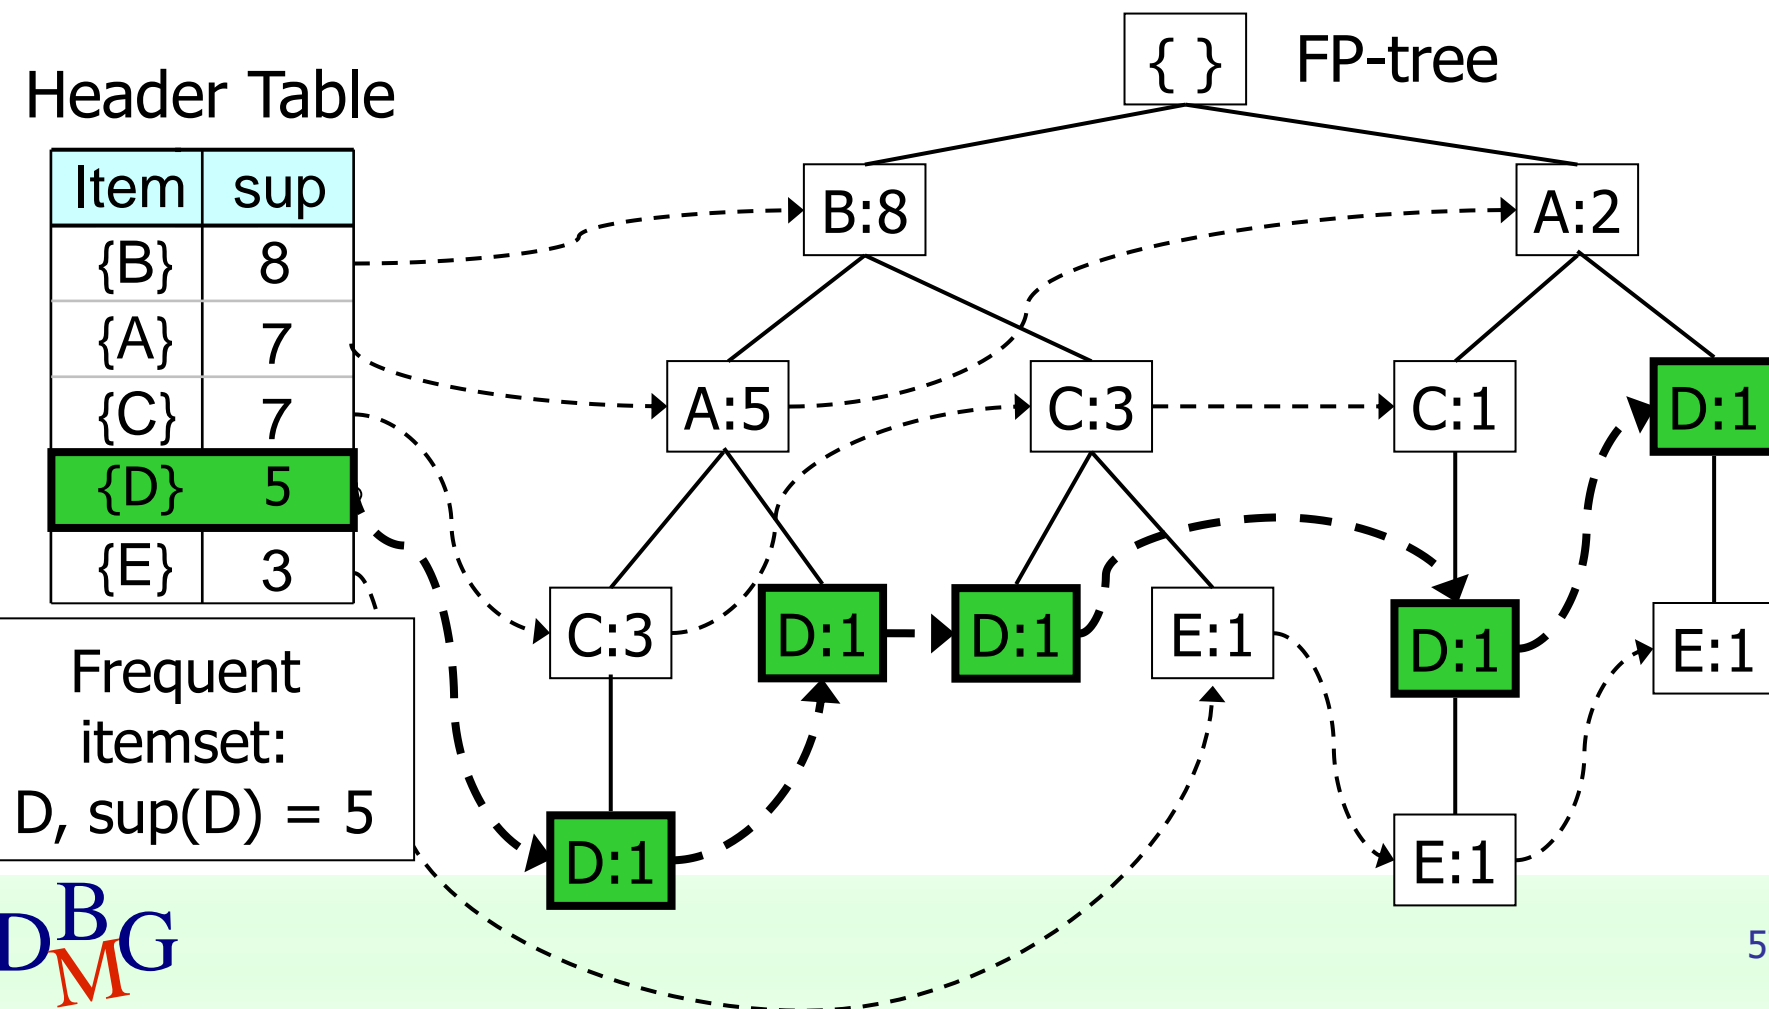 { } FP-tree
Header Table
Item sup
{B} 8
{A} 7
{C} 7
{D} 5
{E} 3
B:8 A:2
A:5 C:3 C:1 D:1
C:3 D:1 D:1 E:1 D:1 E:1
D:1 E:1
Frequent
itemset:
D, sup(D) = 5
DBMG
5